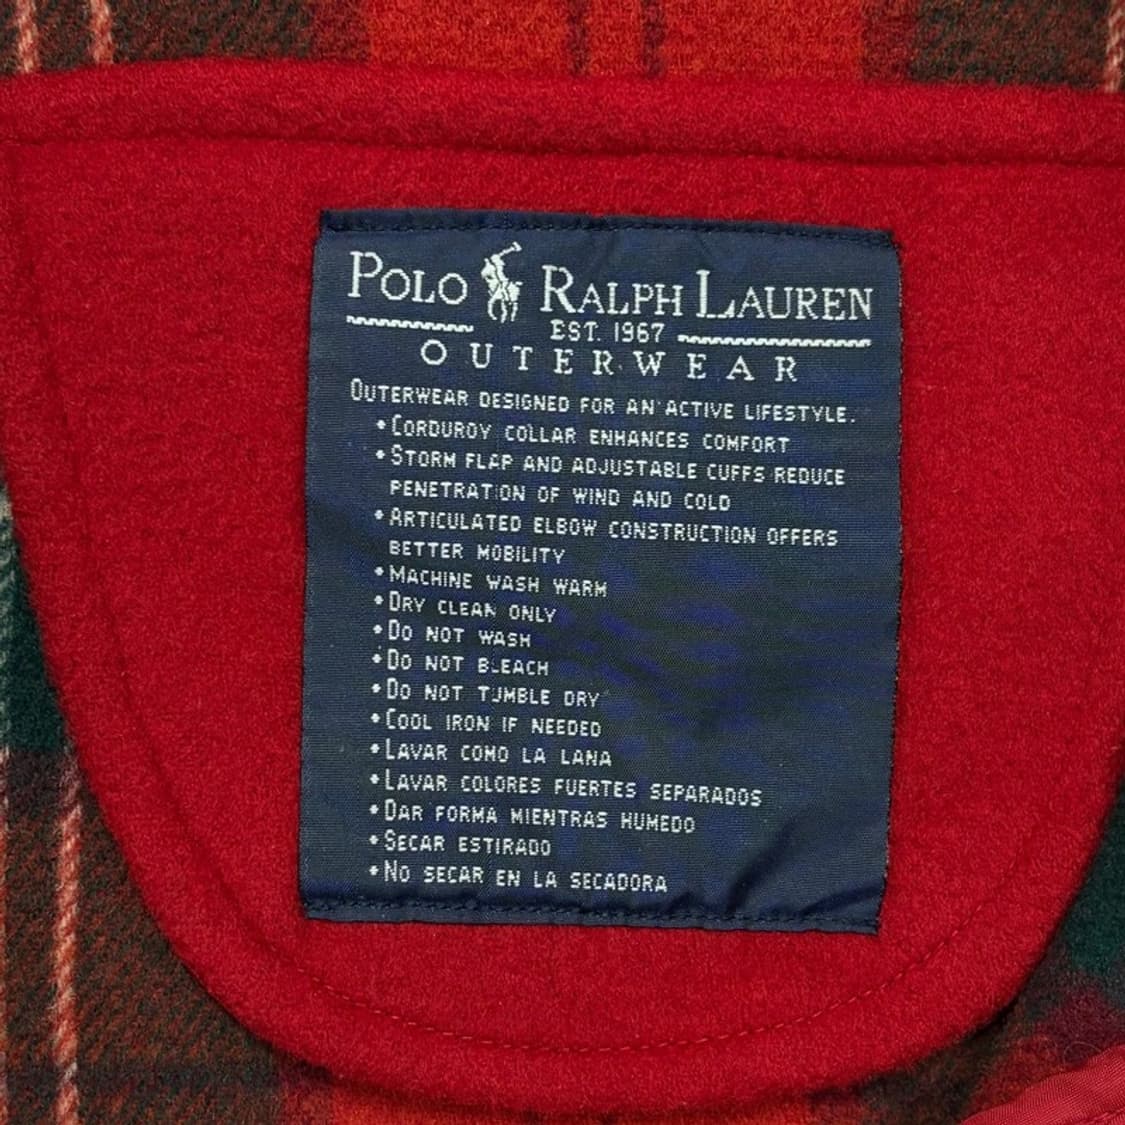 POLO RALPH LAUREN
EST. 1967
OUTERWEAR
OUTERWEAR DESIGNED FOR AN ACTIVE LIFESTYLE.
•CORDUROY COLLAR ENHANCES COMFORT
•STORM FLAP AND ADJUSTABLE CUFFS REDUCE
PENETRATION OF WIND AND COLD
•ARTICULATED ELBOW CONSTRUCTION OFFERS
BETTER MOBILITY
•MACHINE WASH WARM
•DRY CLEAN ONLY
•DO NOT WASH
•DO NOT BLEACH
•DO NOT TUMBLE DRY
•COOL IRON IF NEEDED
•LAVAR COMO LA LANA
•LAVAR COLORES FUERTES SEPARADOS
•DAR FORMA MIENTRAS HUMEDO
•SECAR ESTIRADO
•NO SECAR EN LA SECADORA